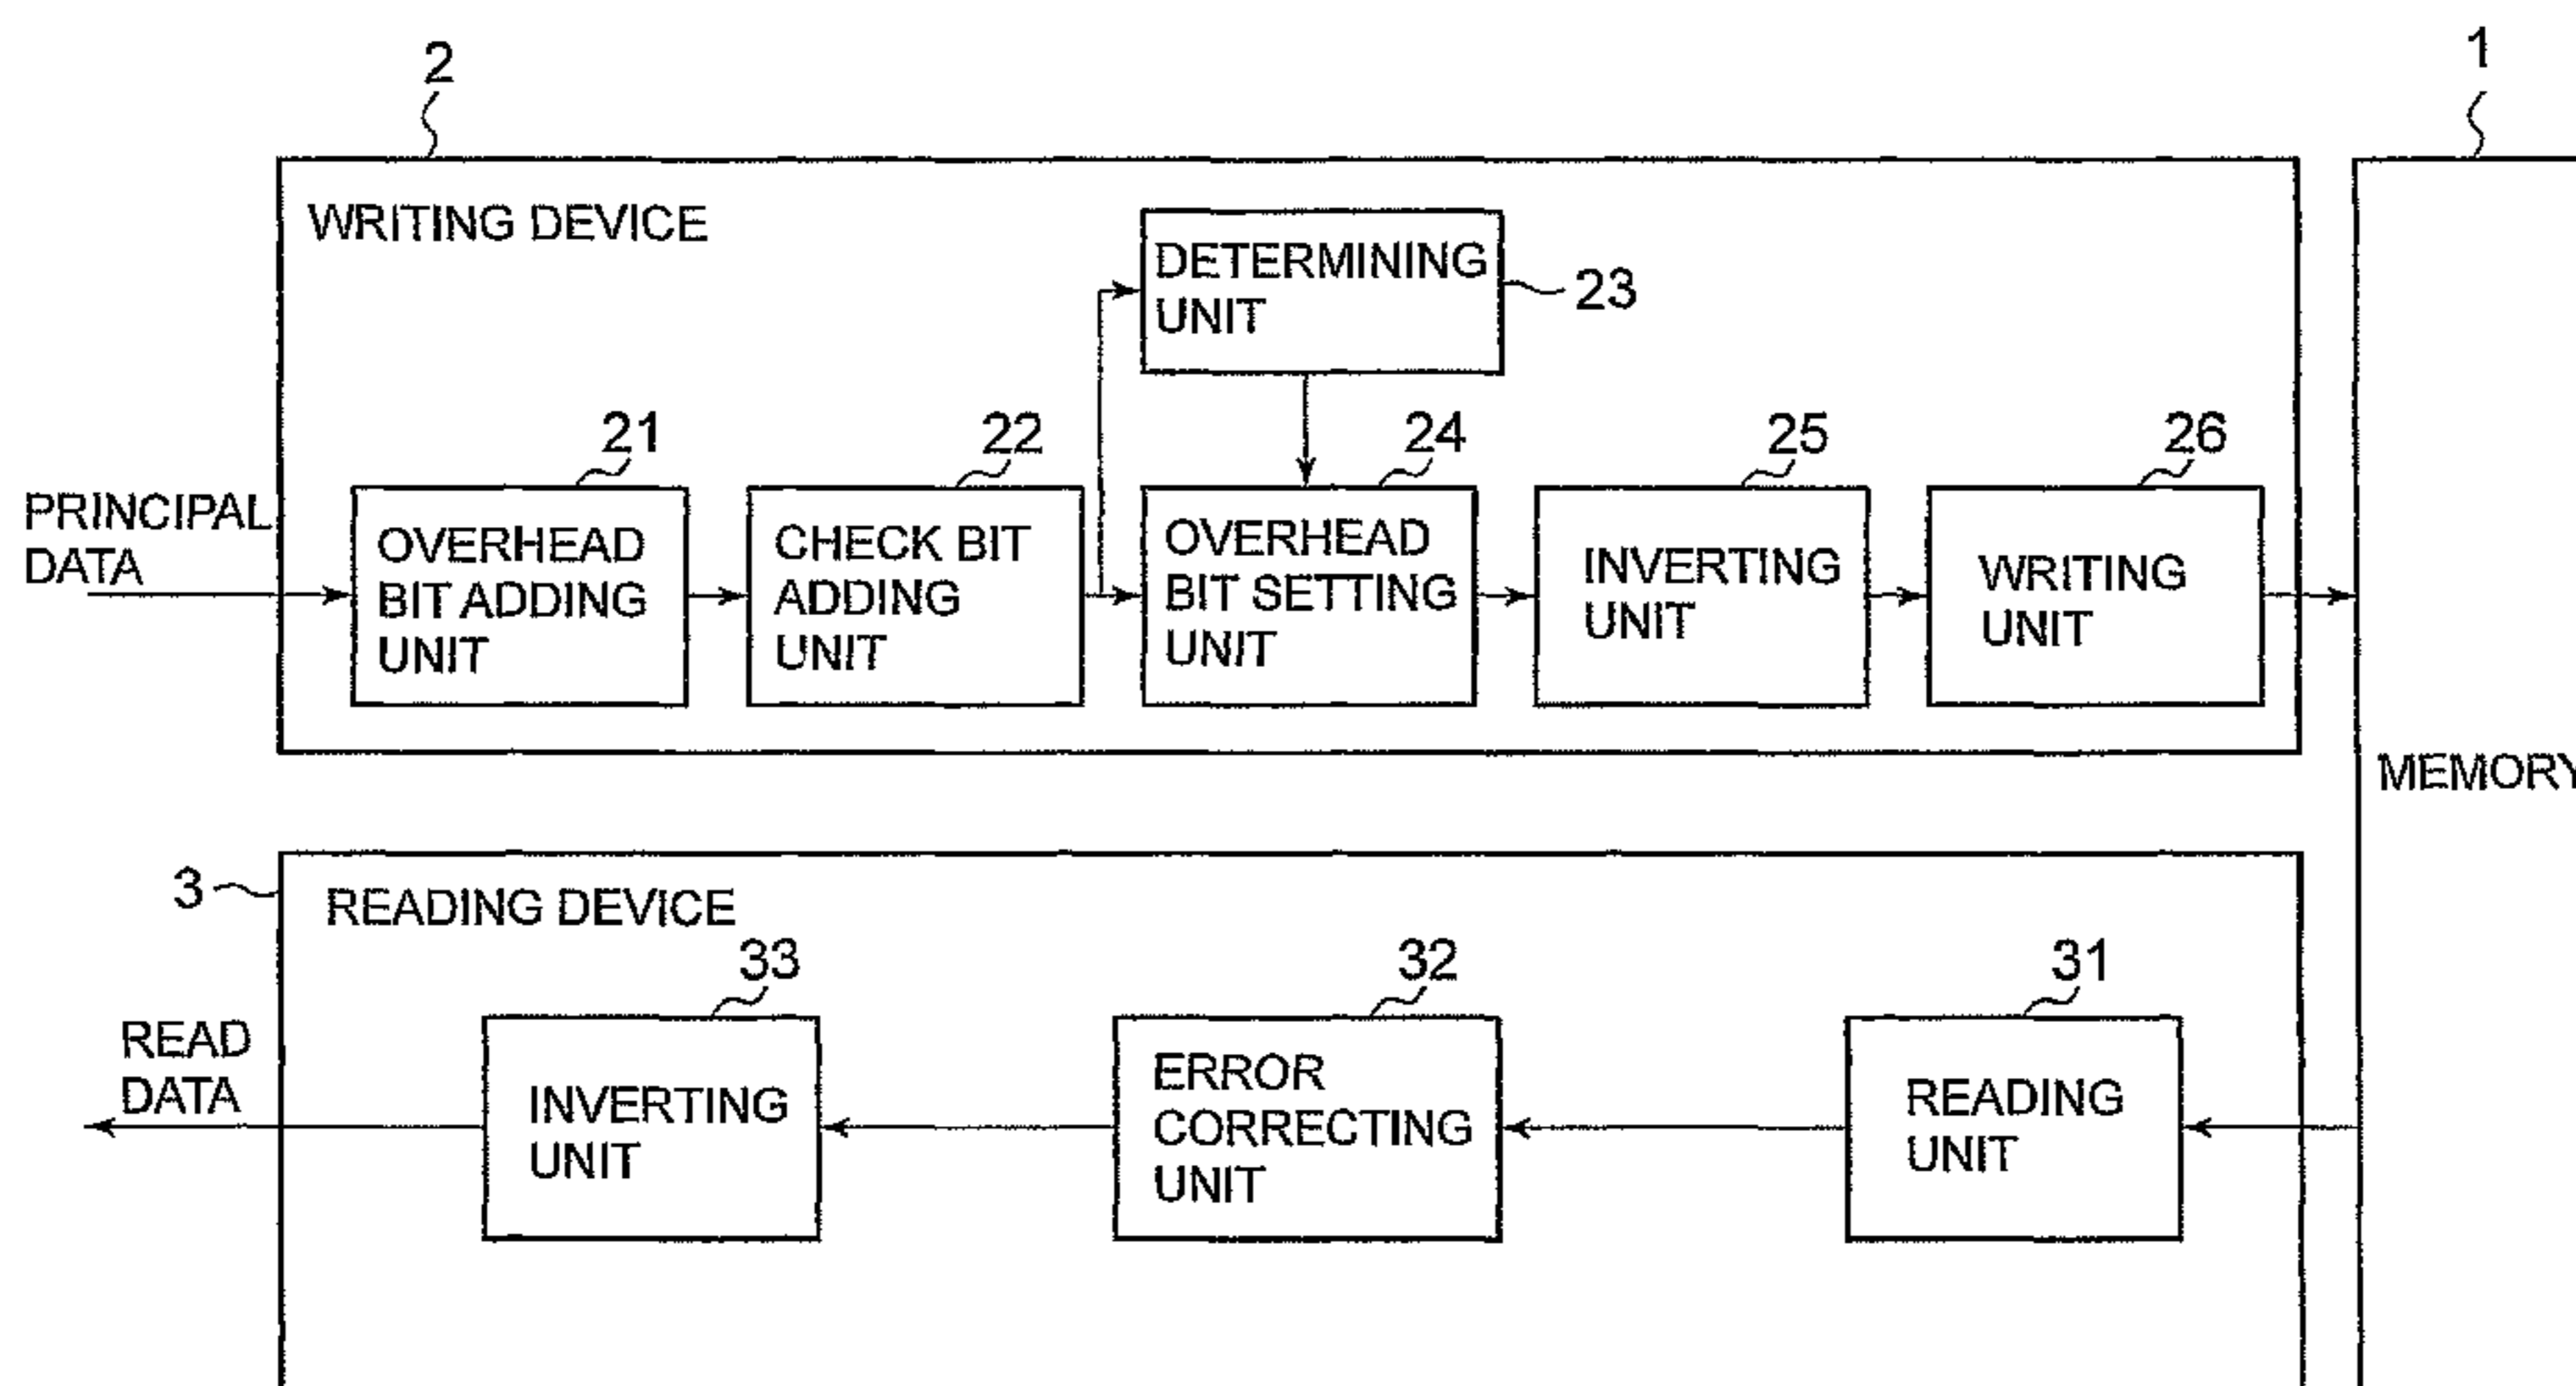 2
1
WRITING DEVICE
DETERMINING
UNIT
23
21
22
24
25
26
PRINCIPAL
DATA
OVERHEAD
BIT ADDING
UNIT
CHECK BIT
ADDING
UNIT
OVERHEAD
BIT SETTING
UNIT
INVERTING
UNIT
WRITING
UNIT
MEMORY
3
READING DEVICE
33
32
31
READ
DATA
INVERTING
UNIT
ERROR
CORRECTING
UNIT
READING
UNIT